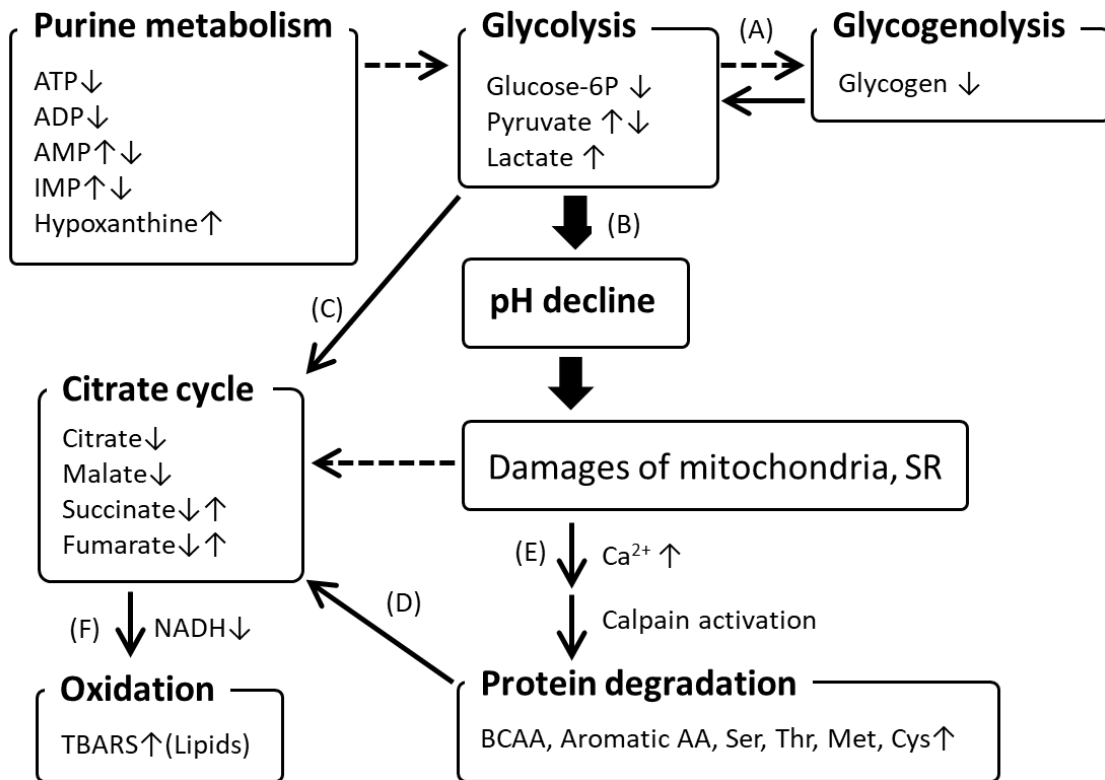 Purine metabolism
ATP↓
ADP↓
AMP↑↓
IMP↑↓
Hypoxanthine↑
Glycolysis
Glucose-6P ↓
Pyruvate ↑↓
Lactate ↑
(A)
Glycogenolysis
Glycogen ↓
(B)
pH decline
(C)
Citrate cycle
Citrate↓
Malate↓
Succinate↓↑
Fumarate↓↑
Damages of mitochondria, SR
(E)
Ca²⁺ ↑
Calpain activation
(D)
(F)
NADH↓
Oxidation
TBARS↑(Lipids)
Protein degradation
BCAA, Aromatic AA, Ser, Thr, Met, Cys↑